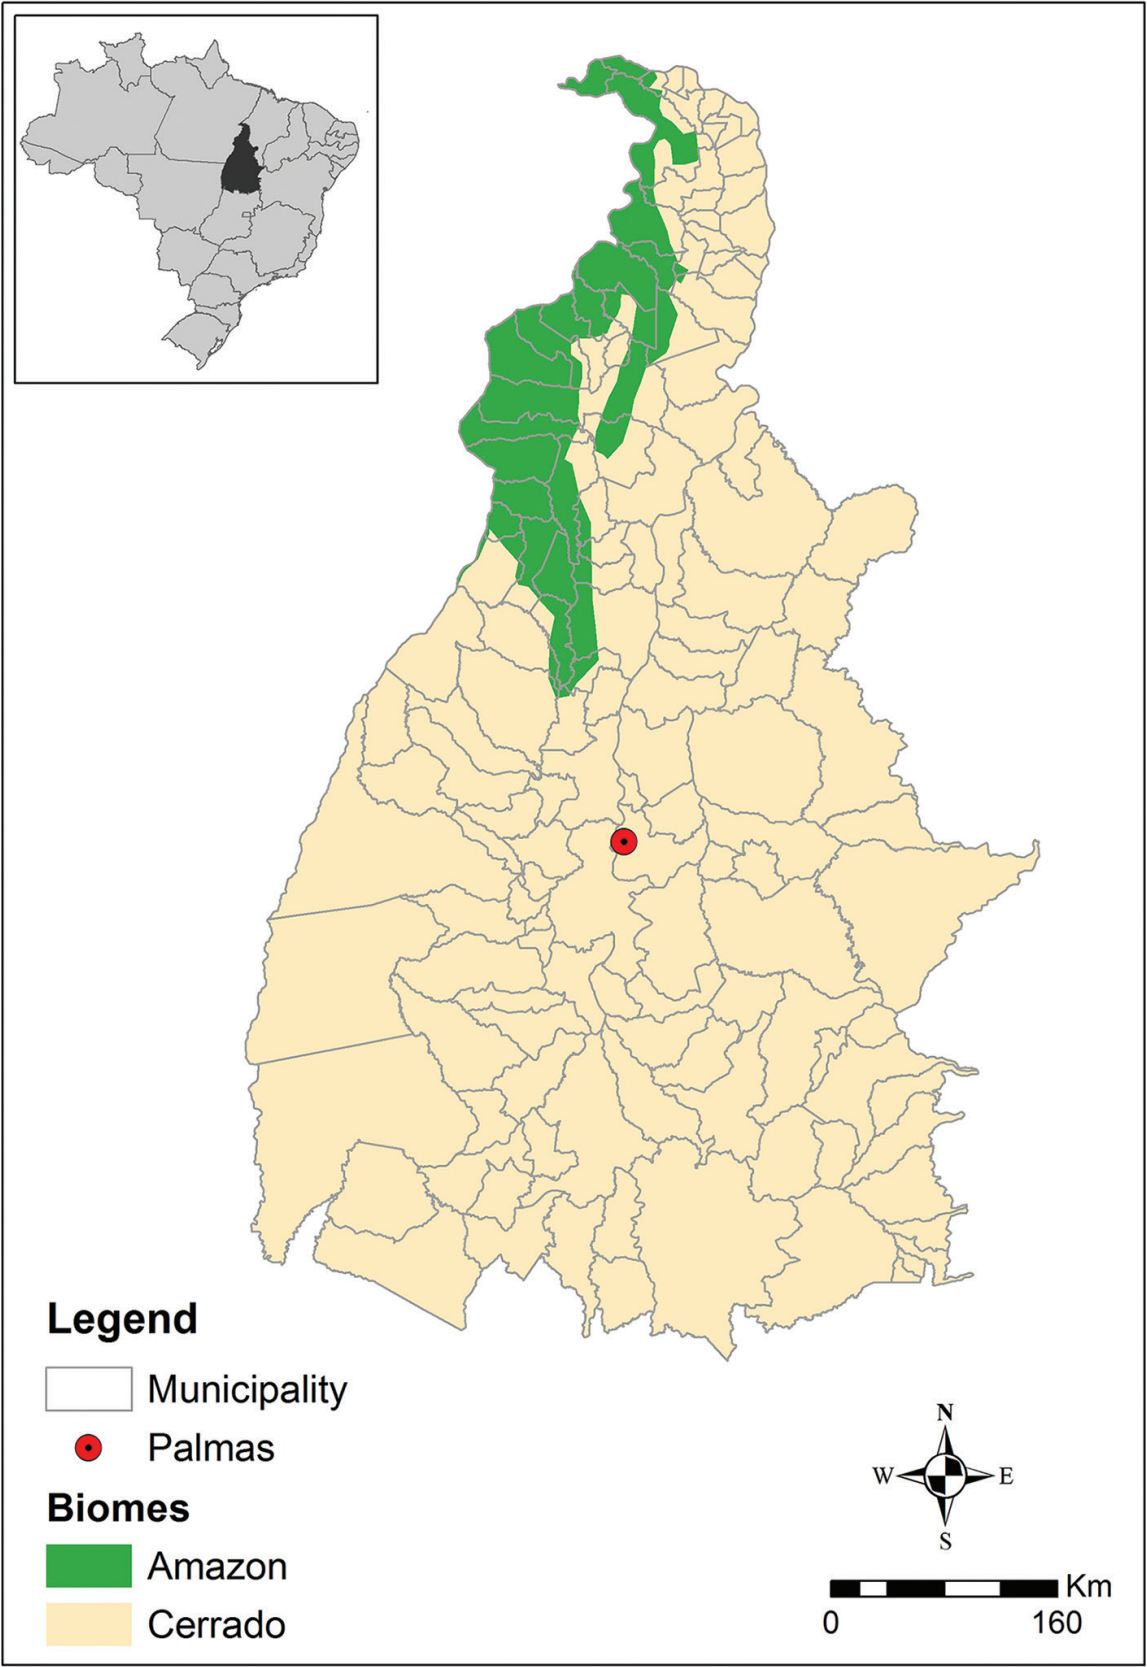 Legend
Municipality
Palmas
Biomes
Amazon
Cerrado
N
W E
S
Km
0 160